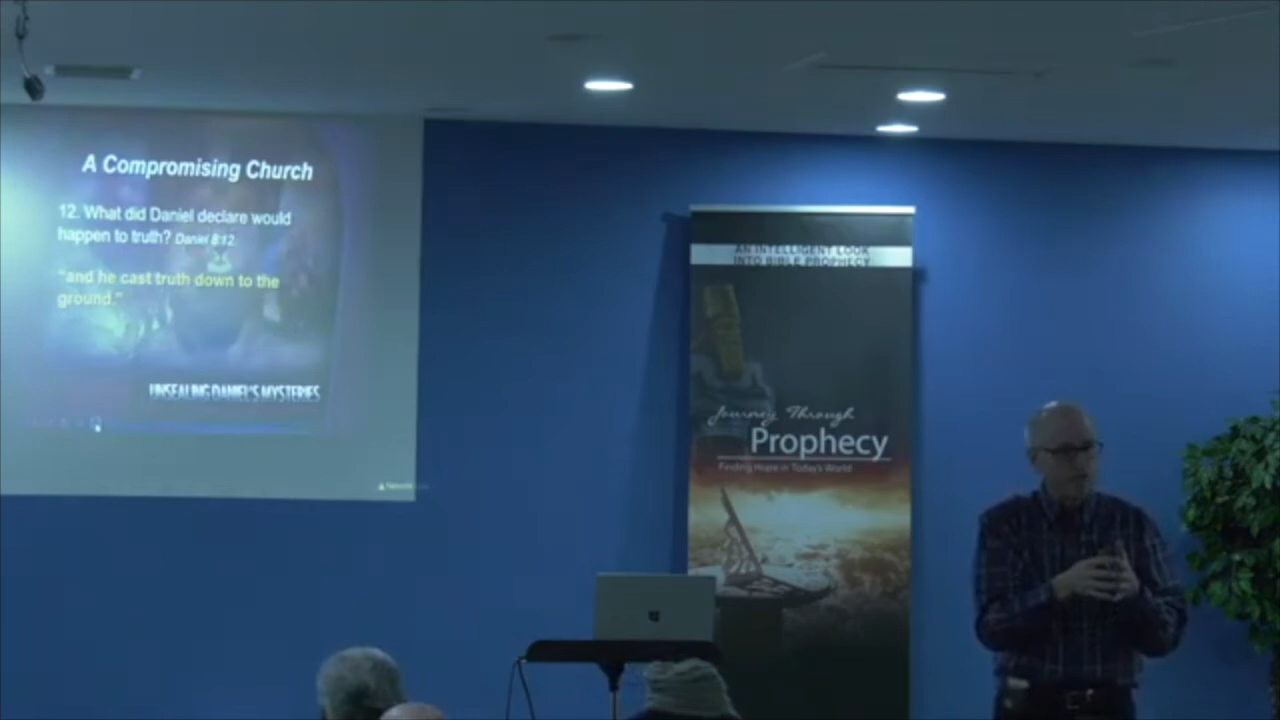 A Compromising Church
12. What did Daniel declare would
happen to truth? Daniel 8:12
"and he cast truth down to the
ground."
UNSEALING DANIEL'S MYSTERIES
AN INTELLIGENT LOOK
INTO BIBLE PROPHECY
Journey Through
Prophecy
Finding Hope in Today's World